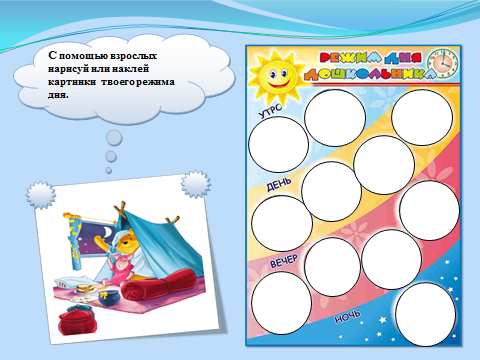 С помощью взрослых
нарисуй или наклей
картинки твоего режима
дня.
РЕЖИМ ДНЯ
ДОШКОЛЬНИКА
УТРО
ДЕНЬ
ВЕЧЕР
НОЧЬ